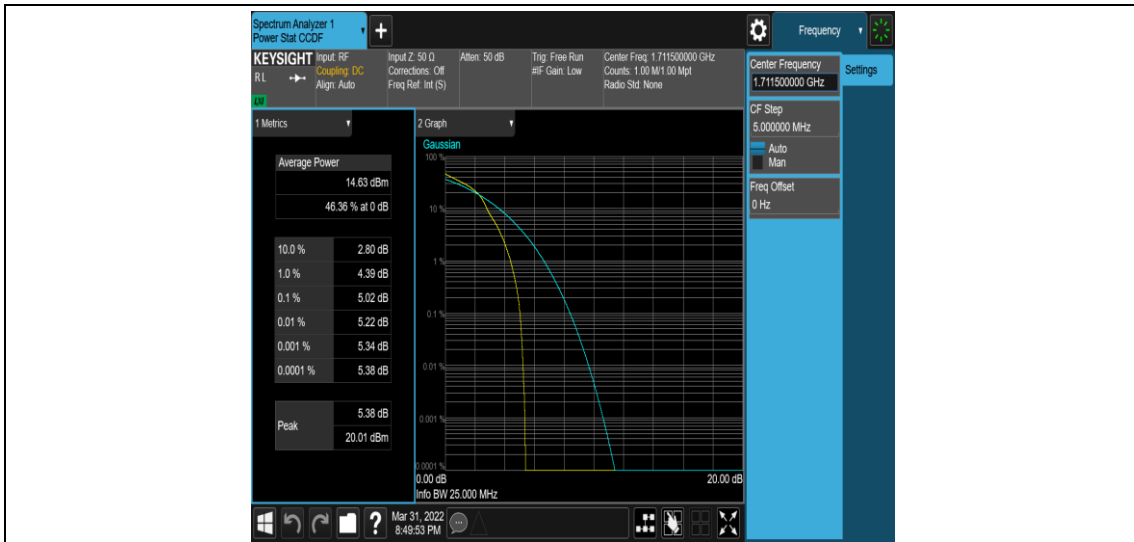 Spectrum Analyzer 1
Power Stat CCDF
+
Frequency
KEYSIGHT
RL
LXI
Input: RF
Coupling: DC
Align: Auto
Input Z: 50 Ω
Corrections: Off
Freq Ref: Int (S)
Atten: 50 dB
Trig: Free Run
#IF Gain: Low
Center Freq: 1.711500000 GHz
Counts: 1.00 M/1.00 Mpt
Radio Std: None
Center Frequency
1.711500000 GHz
Settings
CF Step
5.000000 MHz
Auto
Man
Freq Offset
0 Hz
1 Metrics
Average Power
14.63 dBm
46.36 % at 0 dB
10.0 % 2.80 dB
1.0 % 4.39 dB
0.1 % 5.02 dB
0.01 % 5.22 dB
0.001 % 5.34 dB
0.0001 % 5.38 dB
Peak 5.38 dB
20.01 dBm
2 Graph
Gaussian
100 %
10 %
1 %
0.1 %
0.01 %
0.001 %
0.0001 %
0.00 dB 20.00 dB
Info BW 25.000 MHz
?
Mar 31, 2022
8:49:53 PM